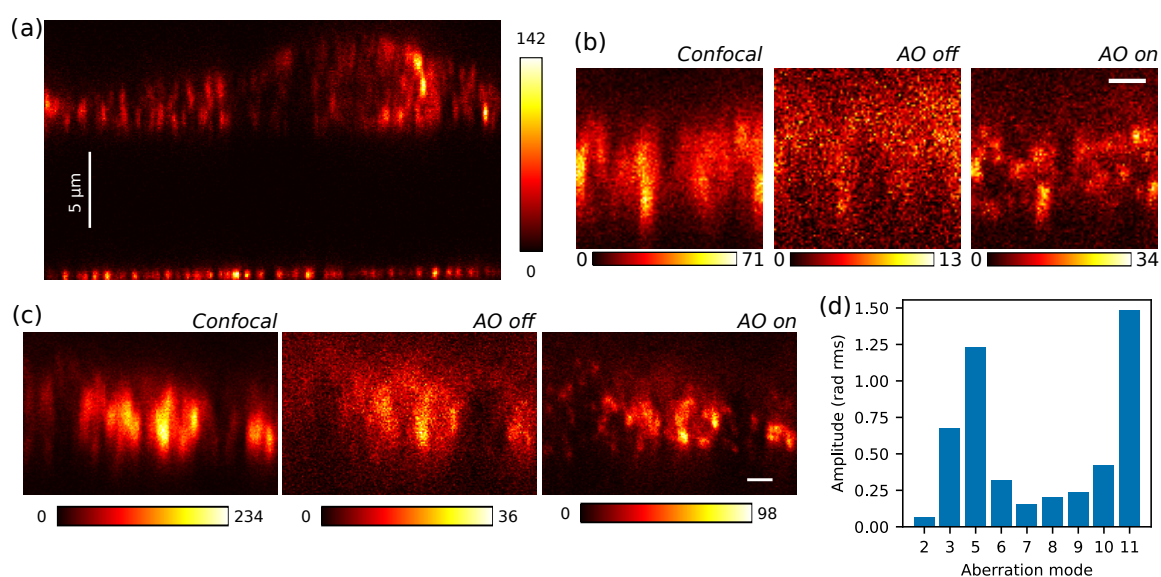 (a)
142
0
5 µm
(b)
Confocal
AO off
AO on
0 71
0 13
0 34
(c)
Confocal
AO off
AO on
0 234
0 36
0 98
(d)
Amplitude (rad rms)
1.50
1.25
1.00
0.75
0.50
0.25
0.00
2 3 5 6 7 8 9 10 11
Aberration mode